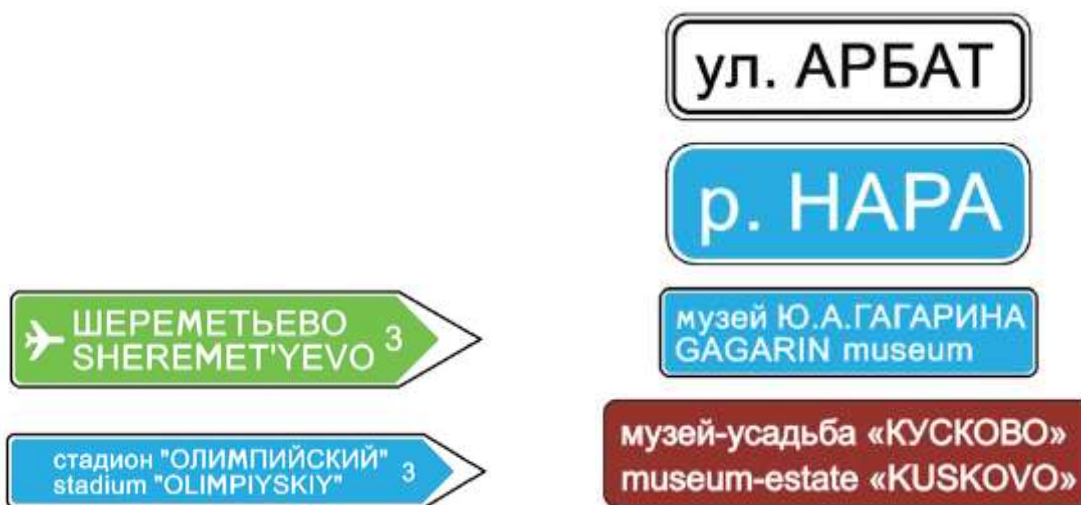 ул. АРБАТ
р. НАРА
ШЕРЕМЕТЬЕВО
SHEREMET'YEVO 3
музей Ю.А.ГАГАРИНА
GAGARIN museum
стадион "ОЛИМПИЙСКИЙ"
stadium "OLIMPIYSKIY" 3
музей-усадьба «КУСКОВО»
museum-estate «KUSKOVO»